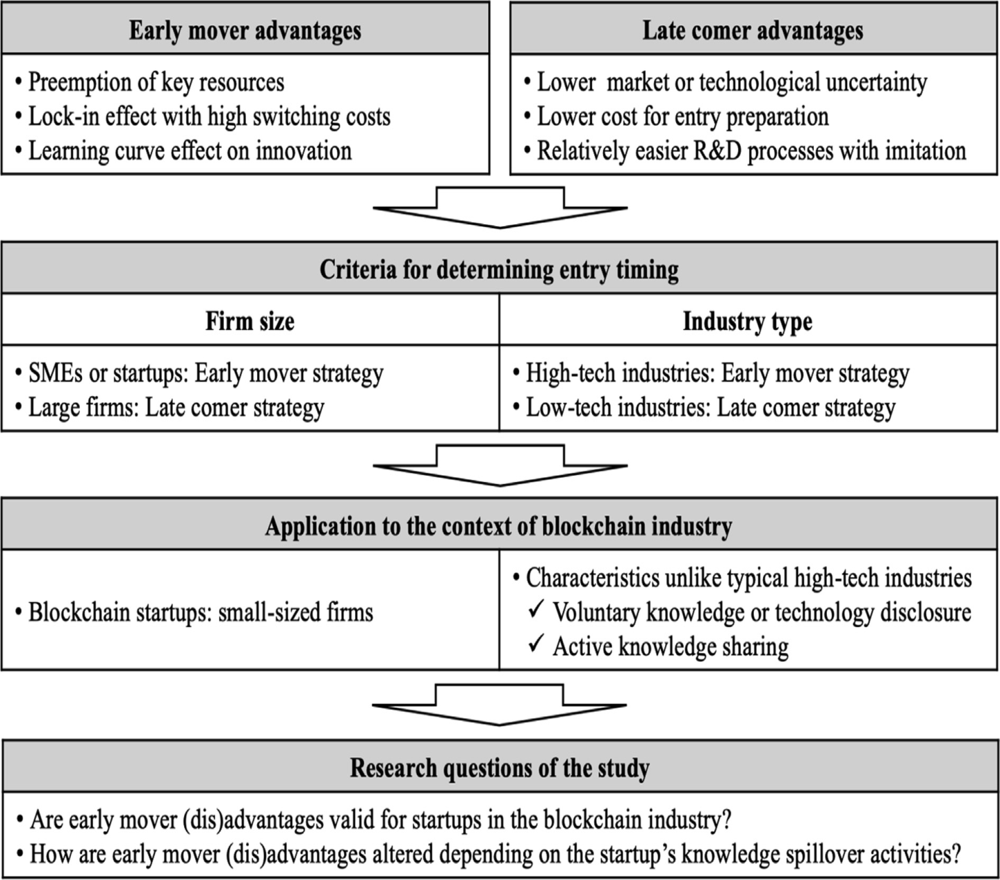 Early mover advantages
• Preemption of key resources
• Lock-in effect with high switching costs
• Learning curve effect on innovation
Late comer advantages
• Lower market or technological uncertainty
• Lower cost for entry preparation
• Relatively easier R&D processes with imitation
Criteria for determining entry timing
Firm size
• SMEs or startups: Early mover strategy
• Large firms: Late comer strategy
Industry type
• High-tech industries: Early mover strategy
• Low-tech industries: Late comer strategy
Application to the context of blockchain industry
• Blockchain startups: small-sized firms
• Characteristics unlike typical high-tech industries
✓ Voluntary knowledge or technology disclosure
✓ Active knowledge sharing
Research questions of the study
• Are early mover (dis)advantages valid for startups in the blockchain industry?
• How are early mover (dis)advantages altered depending on the startup’s knowledge spillover activities?